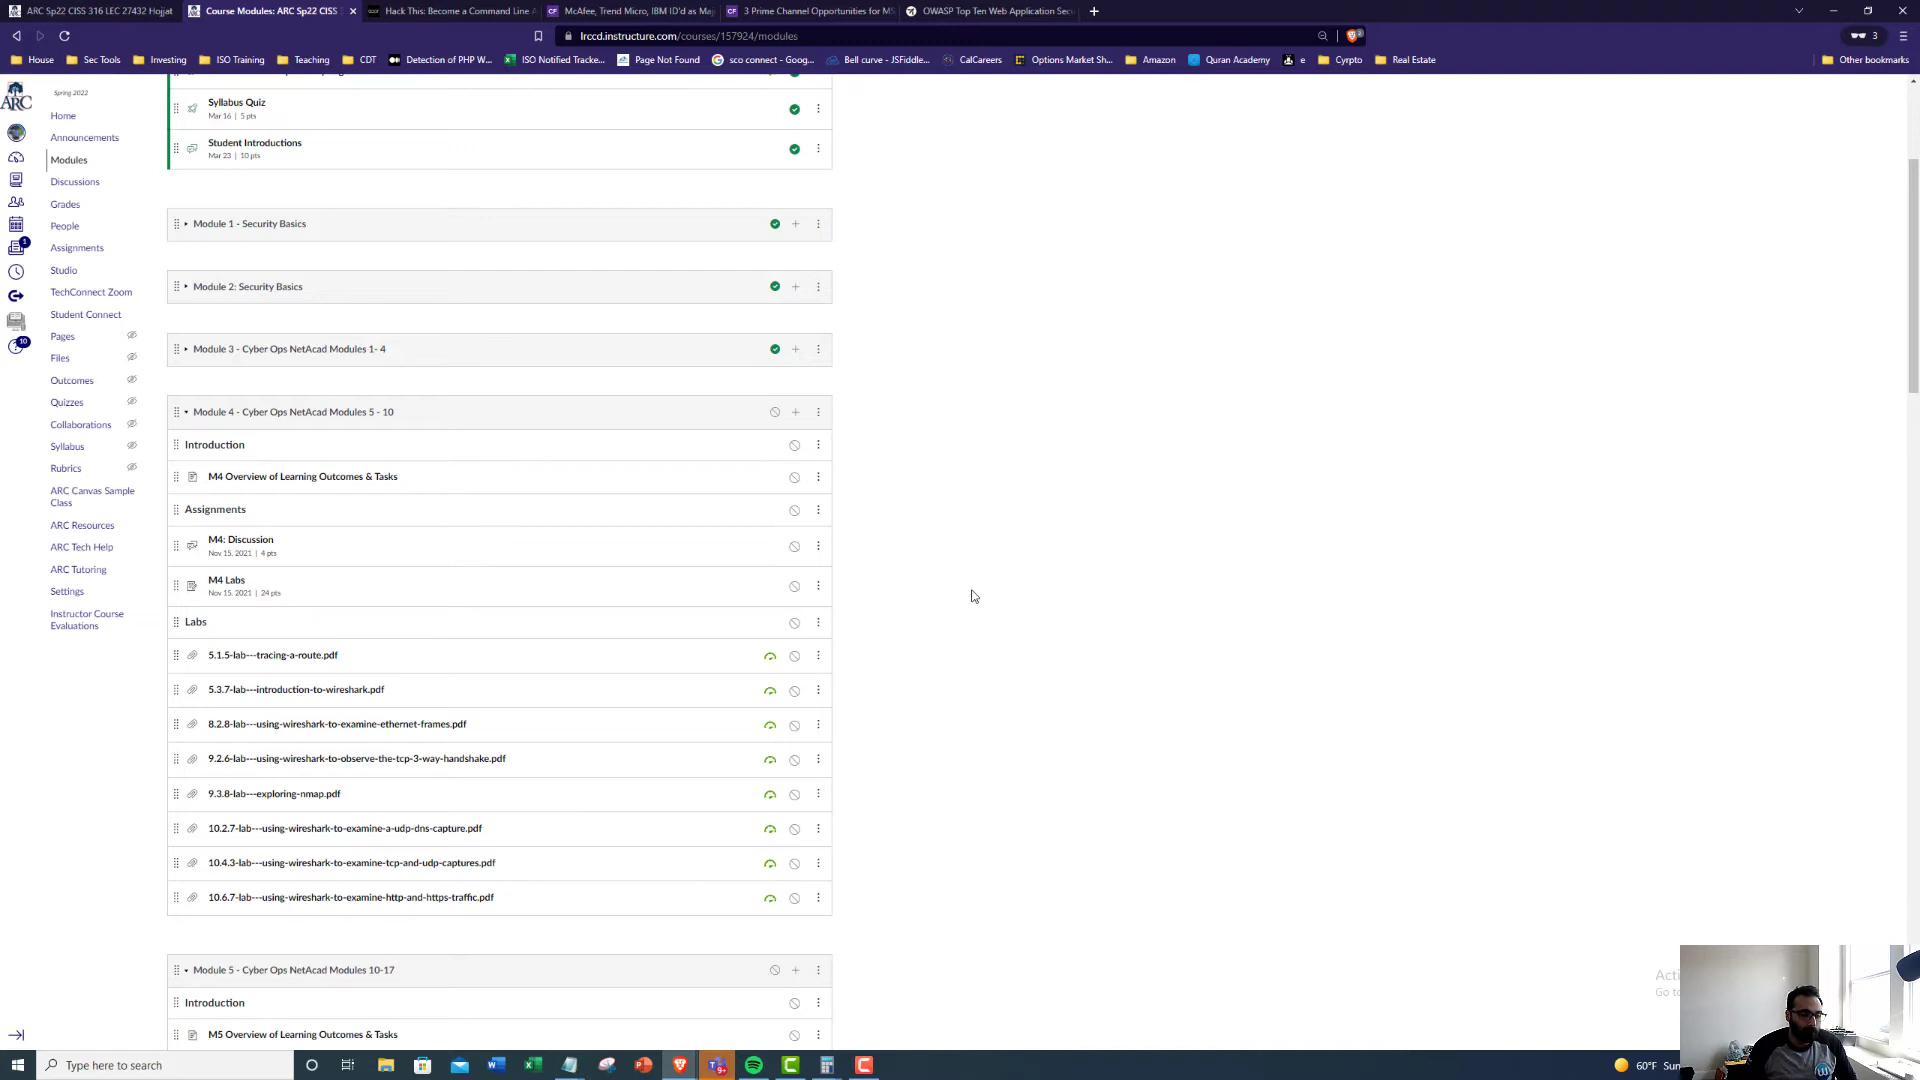 ARC Sp22 CISS 316 LEC 27432 Hojjat
Course Modules: ARC Sp22 CISS
Hack This: Become a Command Line
McAfee, Trend Micro, IBM ID'd as Maj
3 Prime Channel Opportunities for M
OWASP Top Ten Web Application Sec
lrccd.instructure.com/courses/157924/modules
3
House
Sec Tools
Investing
ISO Training
Teaching
CDT
Detection of PHP W...
ISO Notified Tracke...
Page Not Found
sco connect - Goog...
Bell curve - JSFiddle...
CalCareers
Options Market Sh...
Amazon
Quran Academy
e
Cyrpto
Real Estate
Other bookmarks
ARC
Spring 2022
Home
Announcements
Modules
Discussions
Grades
People
Assignments
Studio
TechConnect Zoom
Student Connect
Pages
Files
Outcomes
Quizzes
Collaborations
Syllabus
Rubrics
ARC Canvas Sample
Class
ARC Resources
ARC Tech Help
ARC Tutoring
Settings
Instructor Course
Evaluations
1
10
Syllabus Quiz
Mar 16 | 5 pts
Student Introductions
Mar 23 | 10 pts
Module 1 - Security Basics
Module 2: Security Basics
Module 3 - Cyber Ops NetAcad Modules 1- 4
Module 4 - Cyber Ops NetAcad Modules 5 - 10
Introduction
M4 Overview of Learning Outcomes & Tasks
Assignments
M4: Discussion
Nov 15, 2021 | 4 pts
M4 Labs
Nov 15, 2021 | 24 pts
Labs
5.1.5-lab---tracing-a-route.pdf
5.3.7-lab---introduction-to-wireshark.pdf
8.2.8-lab---using-wireshark-to-examine-ethernet-frames.pdf
9.2.6-lab---using-wireshark-to-observe-the-tcp-3-way-handshake.pdf
9.3.8-lab---exploring-nmap.pdf
10.2.7-lab---using-wireshark-to-examine-a-udp-dns-capture.pdf
10.4.3-lab---using-wireshark-to-examine-tcp-and-udp-captures.pdf
10.6.7-lab---using-wireshark-to-examine-http-and-https-traffic.pdf
Module 5 - Cyber Ops NetAcad Modules 10-17
Introduction
M5 Overview of Learning Outcomes & Tasks
Acti
Go to
Type here to search
9+
60°F Sun